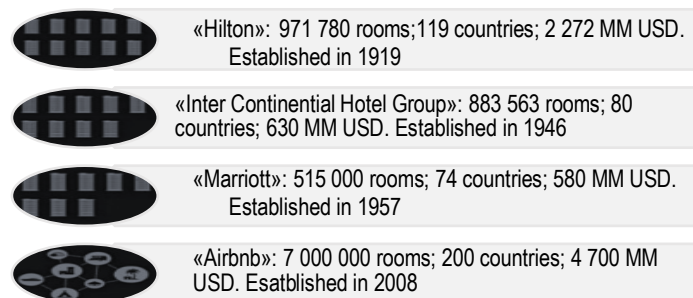 «Hilton»: 971 780 rooms;119 countries; 2 272 MM USD.
Established in 1919
«Inter Continental Hotel Group»: 883 563 rooms; 80
countries; 630 MM USD. Established in 1946
«Marriott»: 515 000 rooms; 74 countries; 580 MM USD.
Established in 1957
«Airbnb»: 7 000 000 rooms; 200 countries; 4 700 MM
USD. Esatblished in 2008